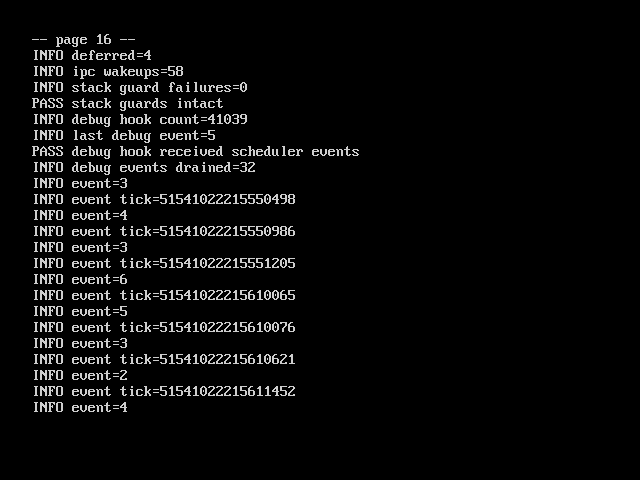 -- page 16 --
INFO deferred=4
INFO ipc wakeups=58
INFO stack guard failures=0
PASS stack guards intact
INFO debug hook count=41039
INFO last debug event=5
PASS debug hook received scheduler events
INFO debug events drained=32
INFO event=3
INFO event tick=51541022215550498
INFO event=4
INFO event tick=51541022215550986
INFO event=3
INFO event tick=51541022215551205
INFO event=6
INFO event tick=51541022215610065
INFO event=5
INFO event tick=51541022215610076
INFO event=3
INFO event tick=51541022215610621
INFO event=2
INFO event tick=51541022215611452
INFO event=4